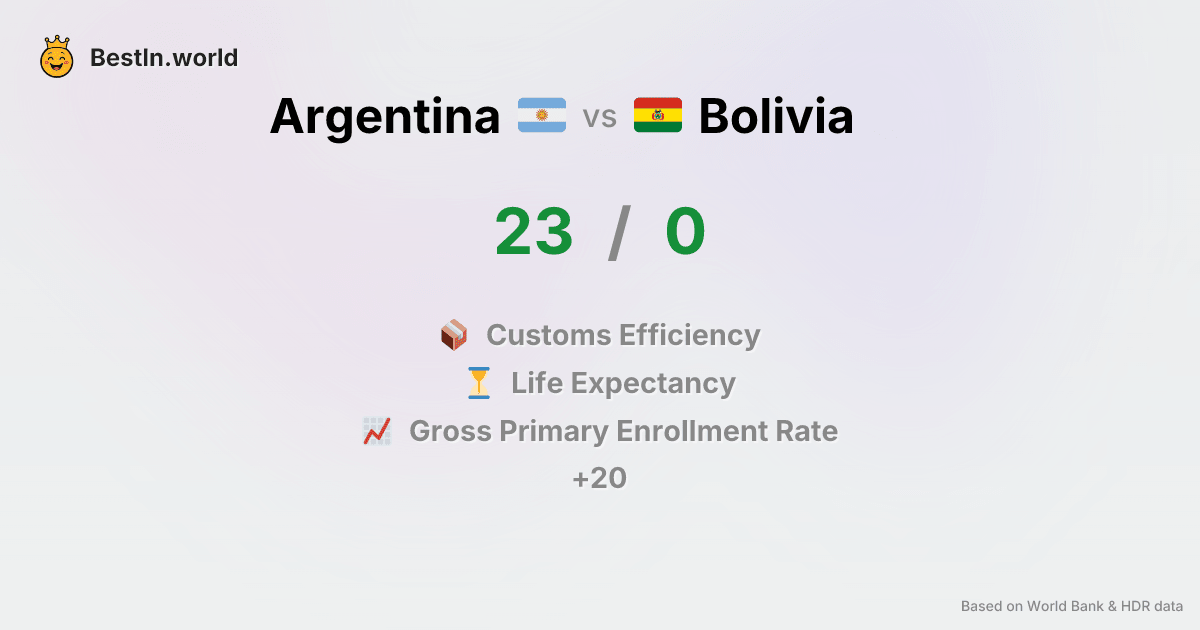 BestIn.world
Argentina vs Bolivia
23 / 0
Customs Efficiency
Life Expectancy
Gross Primary Enrollment Rate
+20
Based on World Bank & HDR data